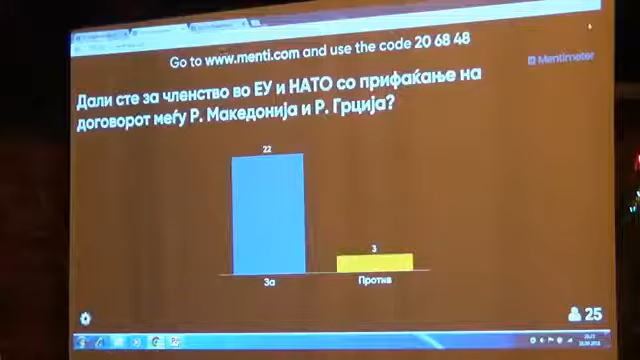 Go to www.menti.com and use the code 20 68 48
Mentimeter
Дали сте за членство во ЕУ и НАТО со прифаќање на
договорот меѓу Р. Македонија и Р. Грција?
22
3
За
Против
25